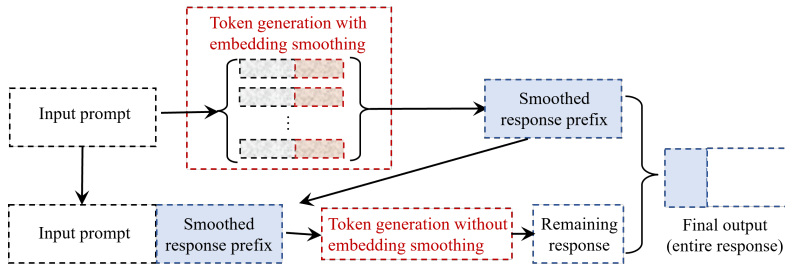 Token generation with
embedding smoothing
Input prompt
⋮
Smoothed
response prefix
Input prompt
Smoothed
response prefix
Token generation without
embedding smoothing
Remaining
response
Final output
(entire response)